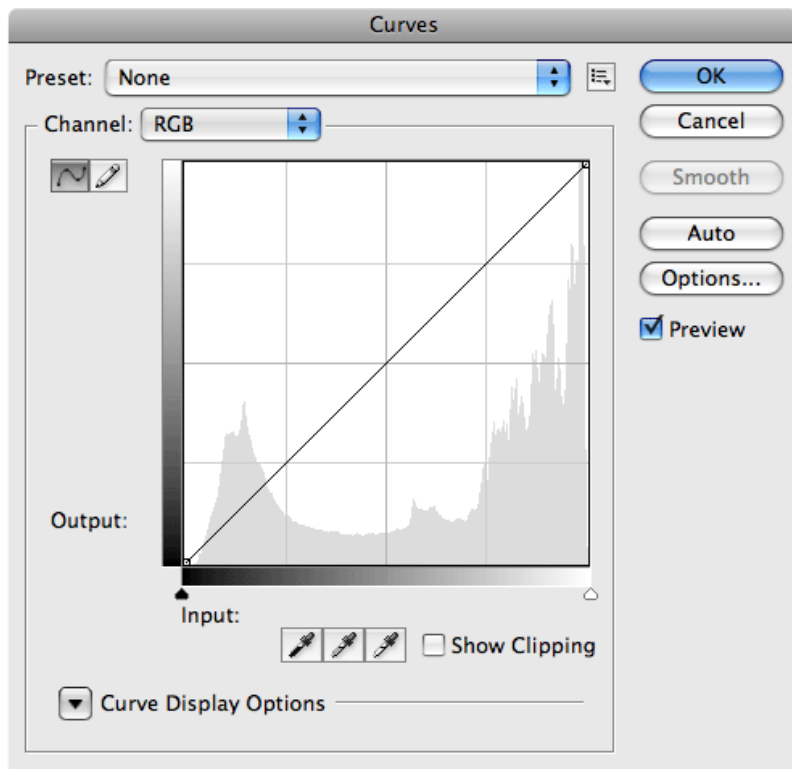 Curves
Preset: None
OK
Channel: RGB
Cancel
Smooth
Auto
Options...
Preview
Output:
Input:
Show Clipping
Curve Display Options